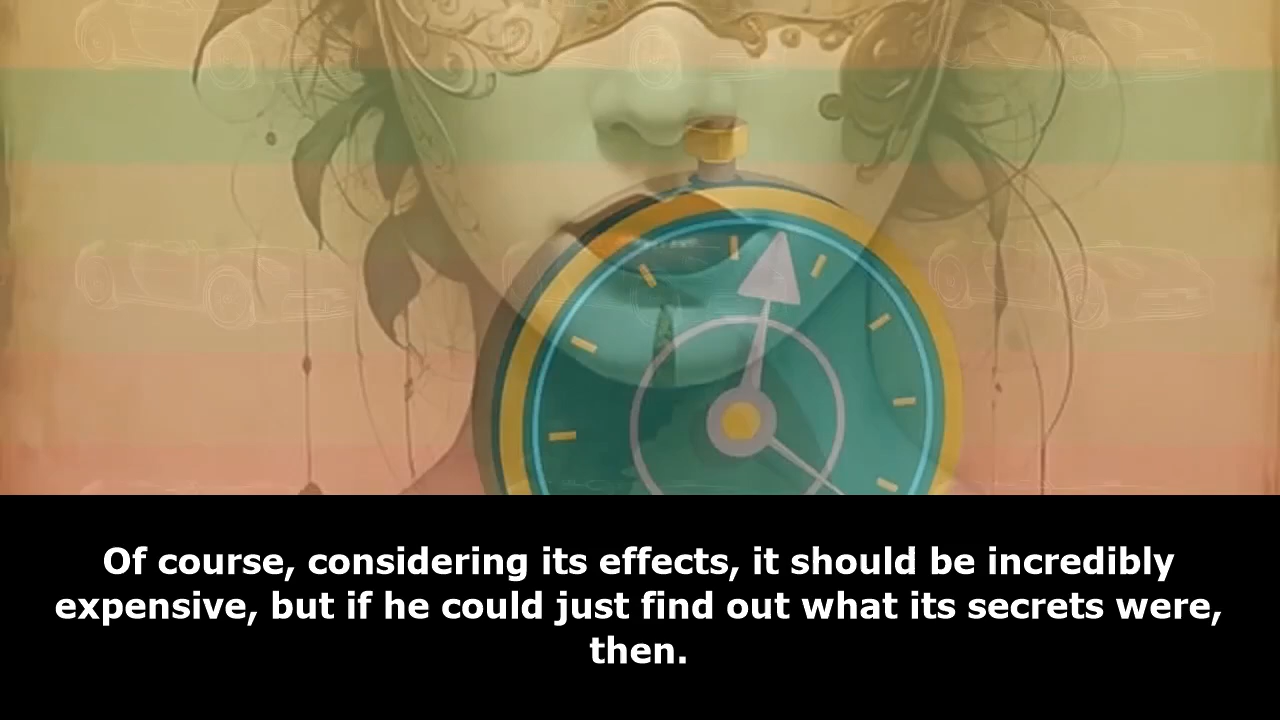 Of course, considering its effects, it should be incredibly
expensive, but if he could just find out what its secrets were,
then.